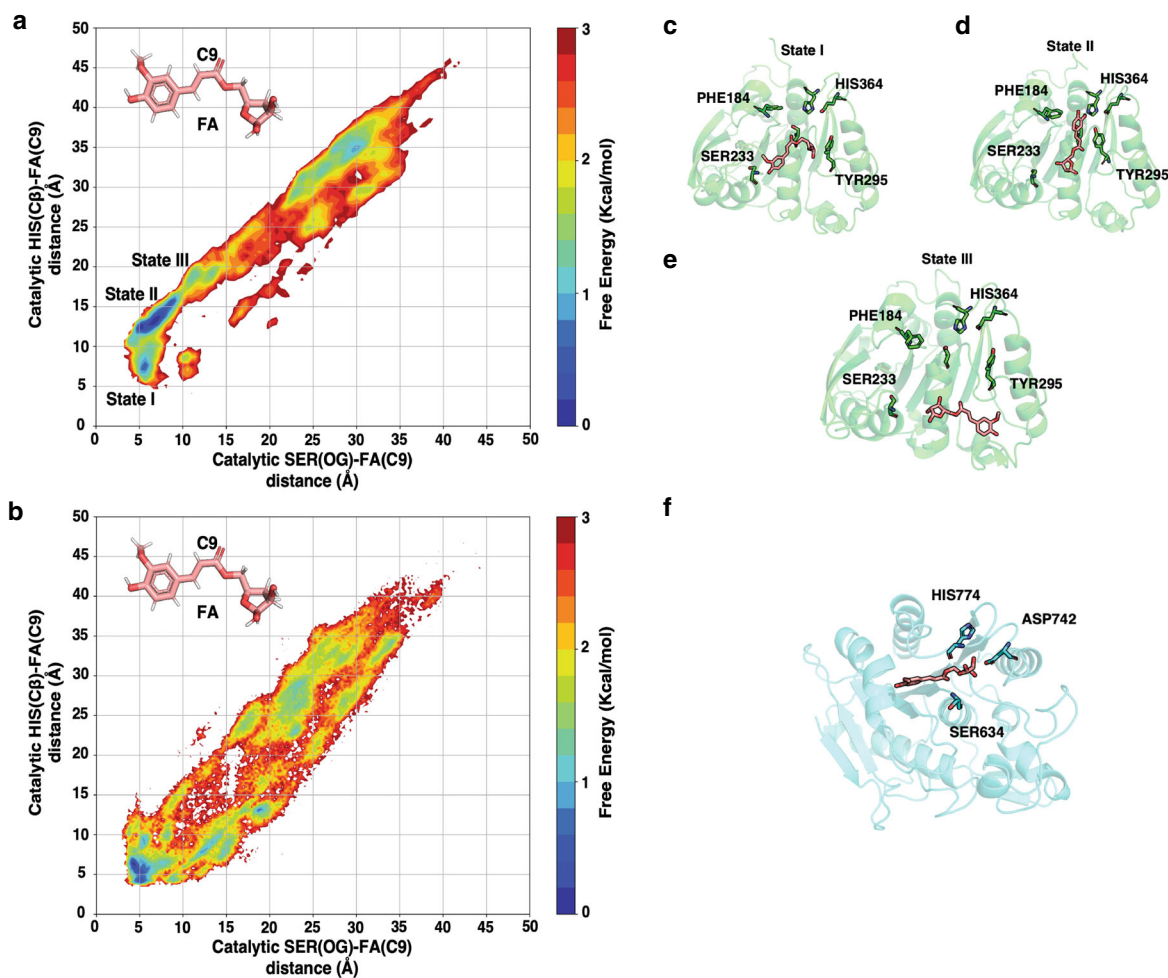 a
50
45
40
35
30
25
20
15
10
5
0
Catalytic HIS(Cβ)-FA(C9)
distance (Å)
C9
FA
State III
State II
State I
0 5 10 15 20 25 30 35 40 45 50
Catalytic SER(OG)-FA(C9)
distance (Å)
3
2
1
0
Free Energy (Kcal/mol)
b
50
45
40
35
30
25
20
15
10
5
0
Catalytic HIS(Cβ)-FA(C9)
distance (Å)
C9
FA
0 5 10 15 20 25 30 35 40 45 50
Catalytic SER(OG)-FA(C9)
distance (Å)
3
2
1
0
Free Energy (Kcal/mol)
c
State I
HIS364
PHE184
SER233
TYR295
d
State II
HIS364
PHE184
SER233
TYR295
e
State III
HIS364
PHE184
SER233
TYR295
f
HIS774
ASP742
SER634